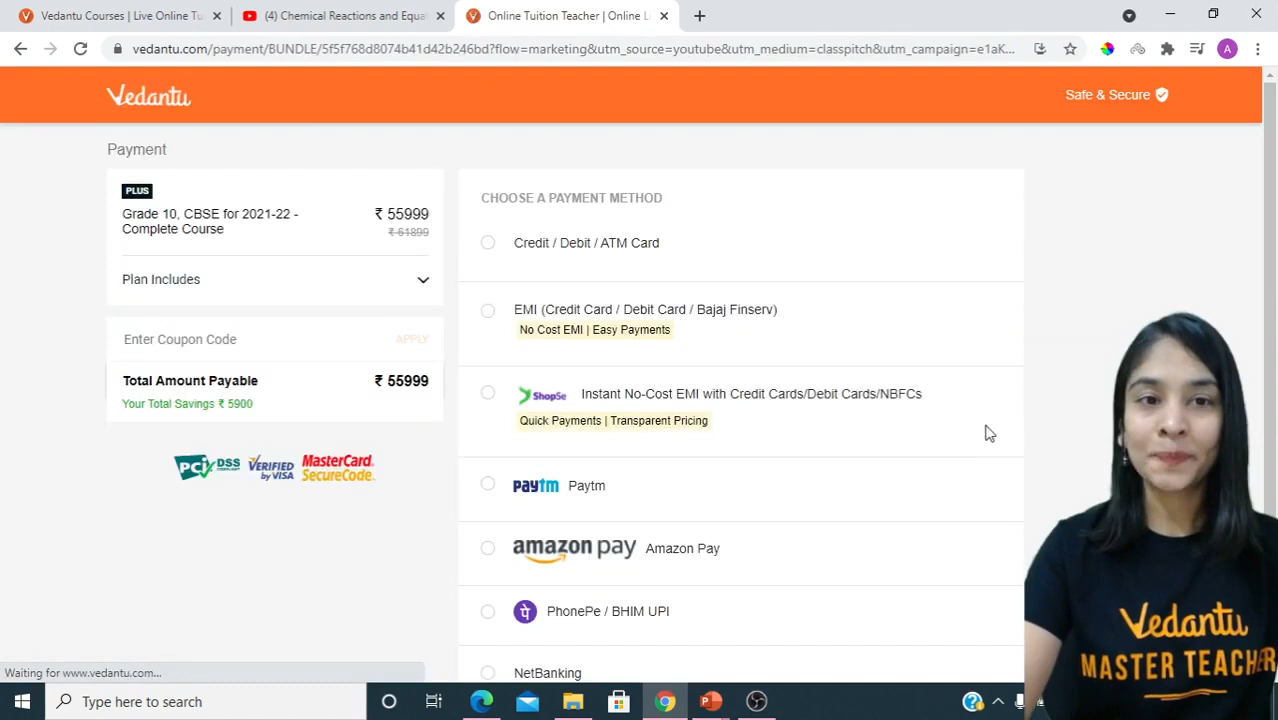 Vedantu Courses | Live Online Tu
(4) Chemical Reactions and Equa
Online Tuition Teacher | Online L
vedantu.com/payment/BUNDLE/5f5f768d8074b41d42b246bd?flow=marketing&utm_source=youtube&utm_medium=classpitch&utm_campaign=e1aK...
A
Vedantu
Safe & Secure
Payment
PLUS
Grade 10, CBSE for 2021-22 -
Complete Course
₹ 55999
₹ 61899
Plan Includes
Enter Coupon Code
APPLY
Total Amount Payable
₹ 55999
Your Total Savings ₹ 5900
PCI DSS
COMPLIANT
VERIFIED
by VISA
MasterCard.
SecureCode.
CHOOSE A PAYMENT METHOD
Credit / Debit / ATM Card
EMI (Credit Card / Debit Card / Bajaj Finserv)
No Cost EMI | Easy Payments
ShopSe
Instant No-Cost EMI with Credit Cards/Debit Cards/NBFCs
Quick Payments | Transparent Pricing
paytm Paytm
amazon pay Amazon Pay
पे PhonePe / BHIM UPI
NetBanking
Vedantu
MASTER TEACHER
Waiting for www.vedantu.com...
Type here to search